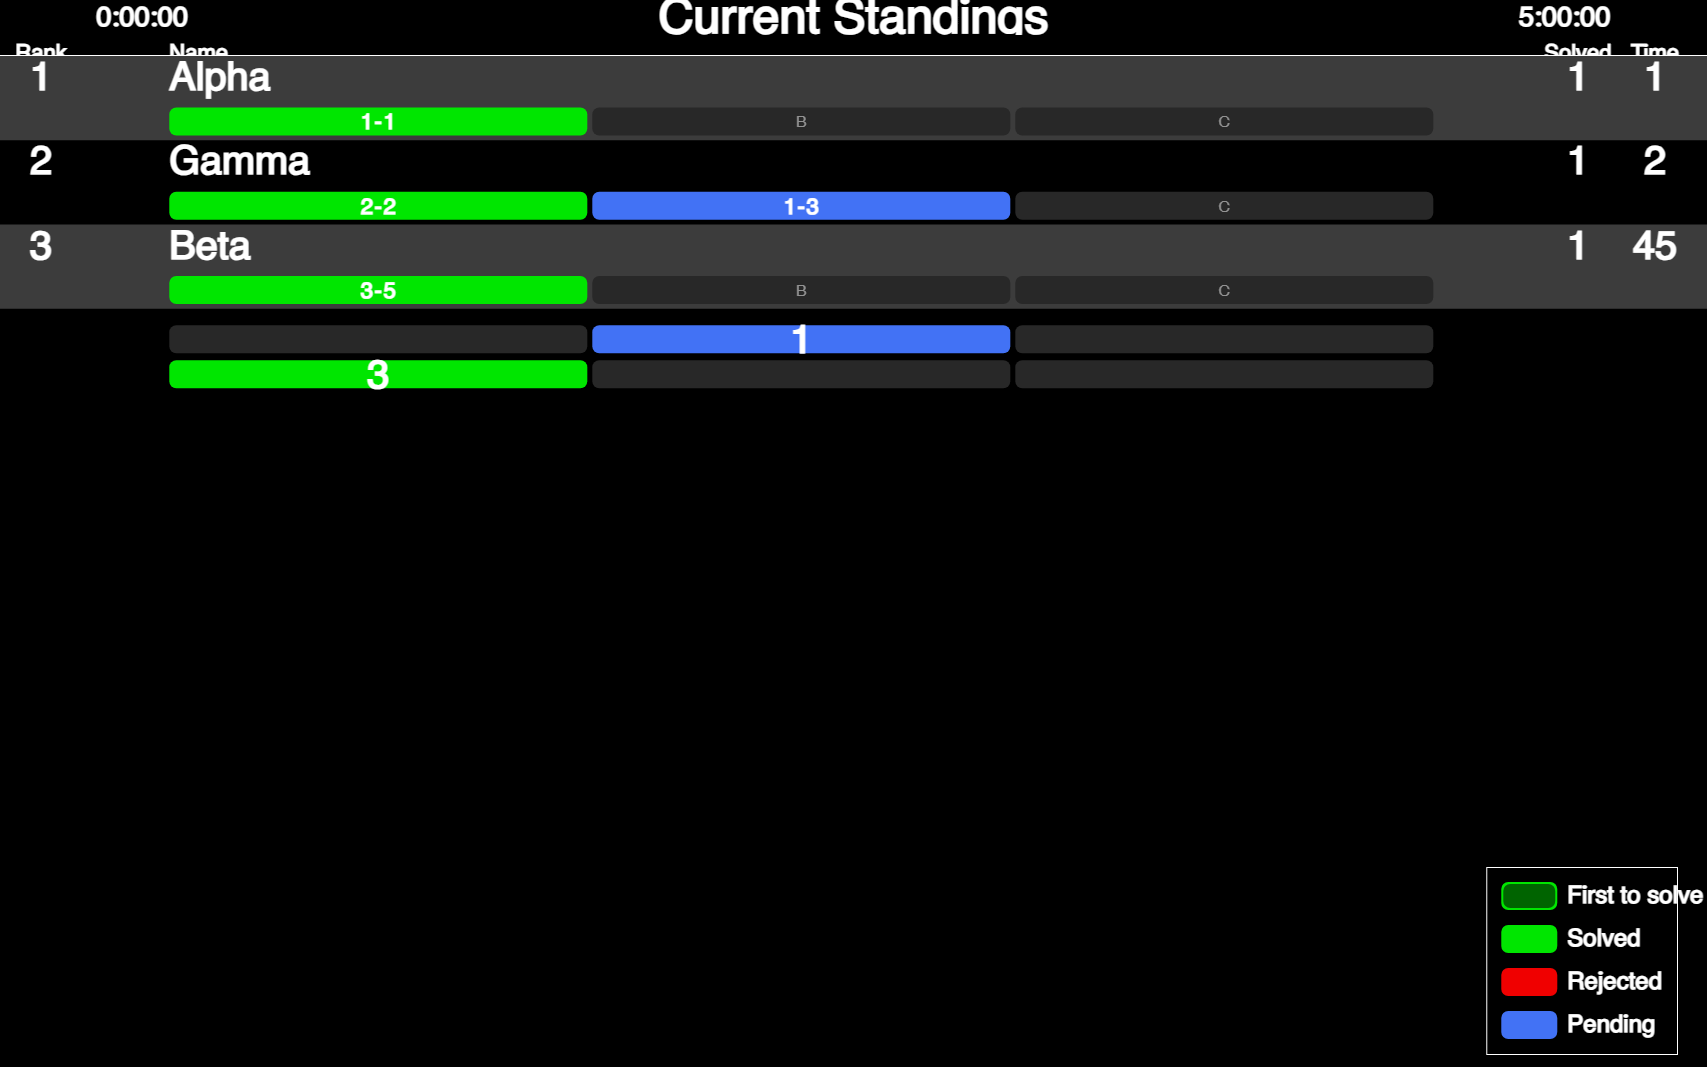 0:00:00 Current Standings 5:00:00
Rank Name Solved Time
1 Alpha 1 1
1-1 B C
2 Gamma 1 2
2-2 1-3 C
3 Beta 1 45
3-5 B C
1
3
First to solve
Solved
Rejected
Pending